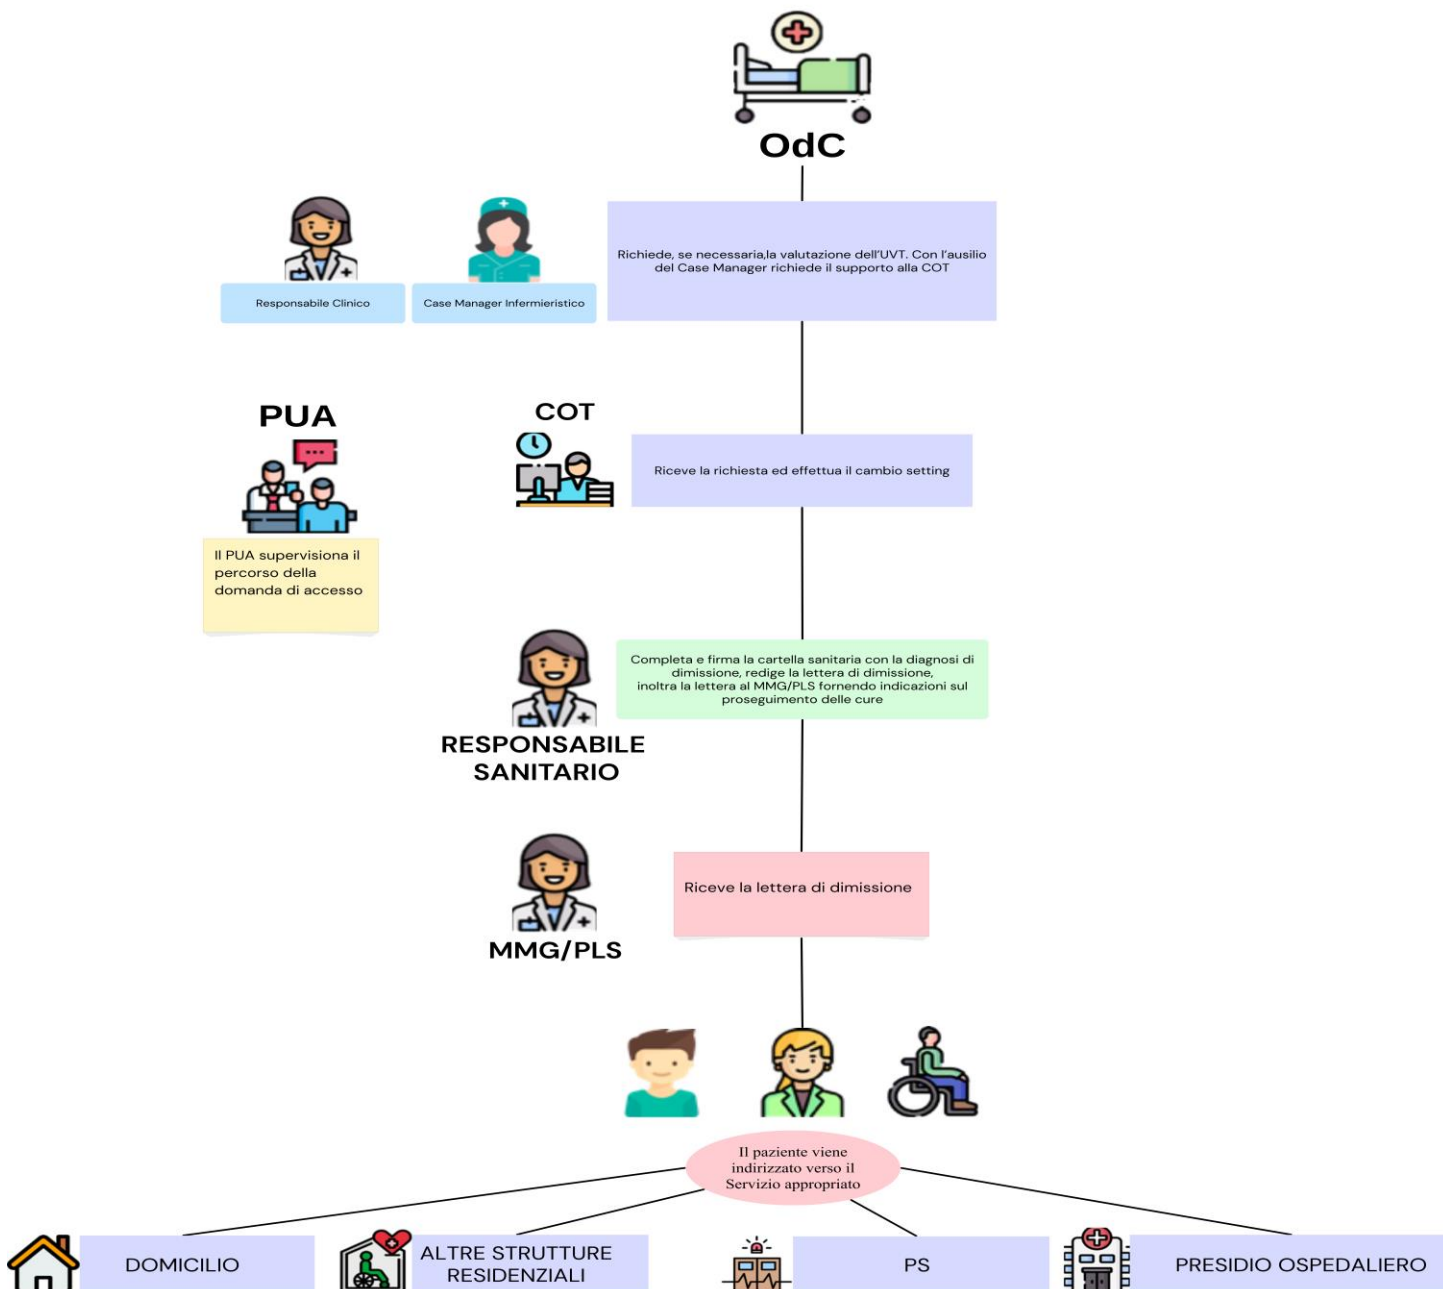 OdC
Richiede, se necessaria,la valutazione dell'UVT. Con l'ausilio
del Case Manager richiede il supporto alla COT
Responsabile Clinico
Case Manager Infermieristico
PUA
COT
Riceve la richiesta ed effettua il cambio setting
Il PUA supervisiona il
percorso della
domanda di accesso
Completa e firma la cartella sanitaria con la diagnosi di
dimissione, redige la lettera di dimissione,
inoltra la lettera al MMG/PLS fornendo indicazioni sul
proseguimento delle cure
RESPONSABILE
SANITARIO
Riceve la lettera di dimissione
MMG/PLS
Il paziente viene
indirizzato verso il
Servizio appropriato
DOMICILIO
ALTRE STRUTTURE
RESIDENZIALI
PS
PRESIDIO OSPEDALIERO